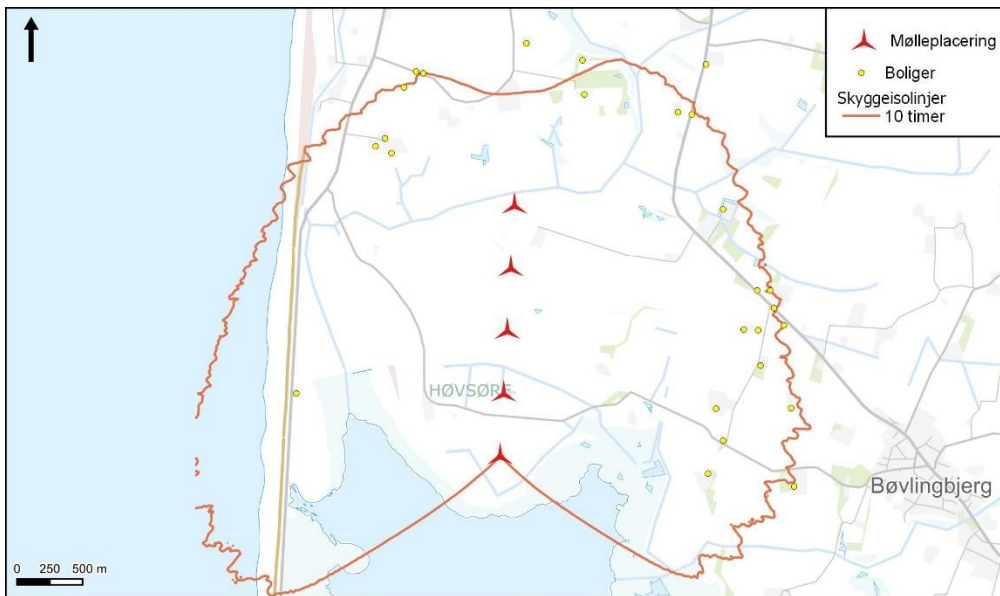 Mølleplacering
Boliger
Skyggeisolinjer
10 timer
HØVSØRE
Bøvlingbjerg
0 250 500 m